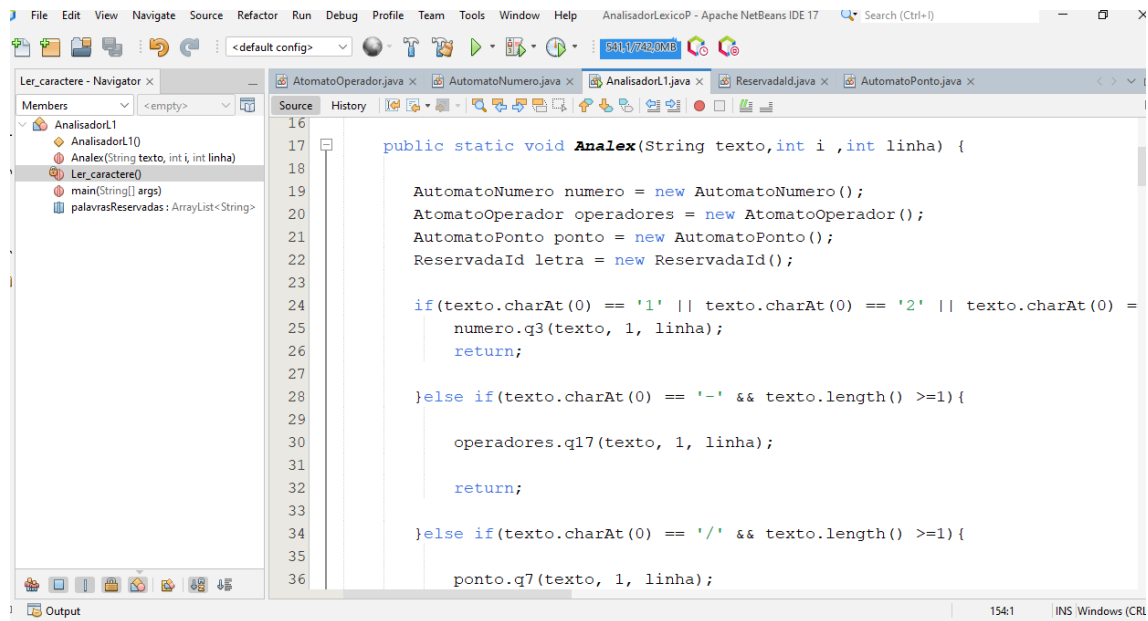 File Edit View Navigate Source Refactor Run Debug Profile Team Tools Window Help AnalisadorLexicoP - Apache NetBeans IDE 17 Search (Ctrl+I)
<default config> 541,1/742,0MB
Ler_caractere - Navigator
AtomatoOperador.java AutomatoNumero.java AnalisadorL1.java ReservadaId.java AutomatoPonto.java
Members <empty>
Source History
AnalisadorL1
AnalisadorL1()
Analex(String texto, int i, int linha)
Ler_caractere()
main(String[] args)
palavrasReservadas : ArrayList<String>
16
17 public static void Analex(String texto,int i ,int linha) {
18
19 AutomatoNumero numero = new AutomatoNumero();
20 AtomatoOperador operadores = new AtomatoOperador();
21 AutomatoPonto ponto = new AutomatoPonto();
22 ReservadaId letra = new ReservadaId();
23
24 if(texto.charAt(0) == '1' || texto.charAt(0) == '2' || texto.charAt(0) =
25 numero.q3(texto, 1, linha);
26 return;
27
28 }else if(texto.charAt(0) == '-' && texto.length() >=1){
29
30 operadores.q17(texto, 1, linha);
31
32 return;
33
34 }else if(texto.charAt(0) == '/' && texto.length() >=1){
35
36 ponto.q7(texto, 1, linha);
Output
154:1 INS Windows (CRL